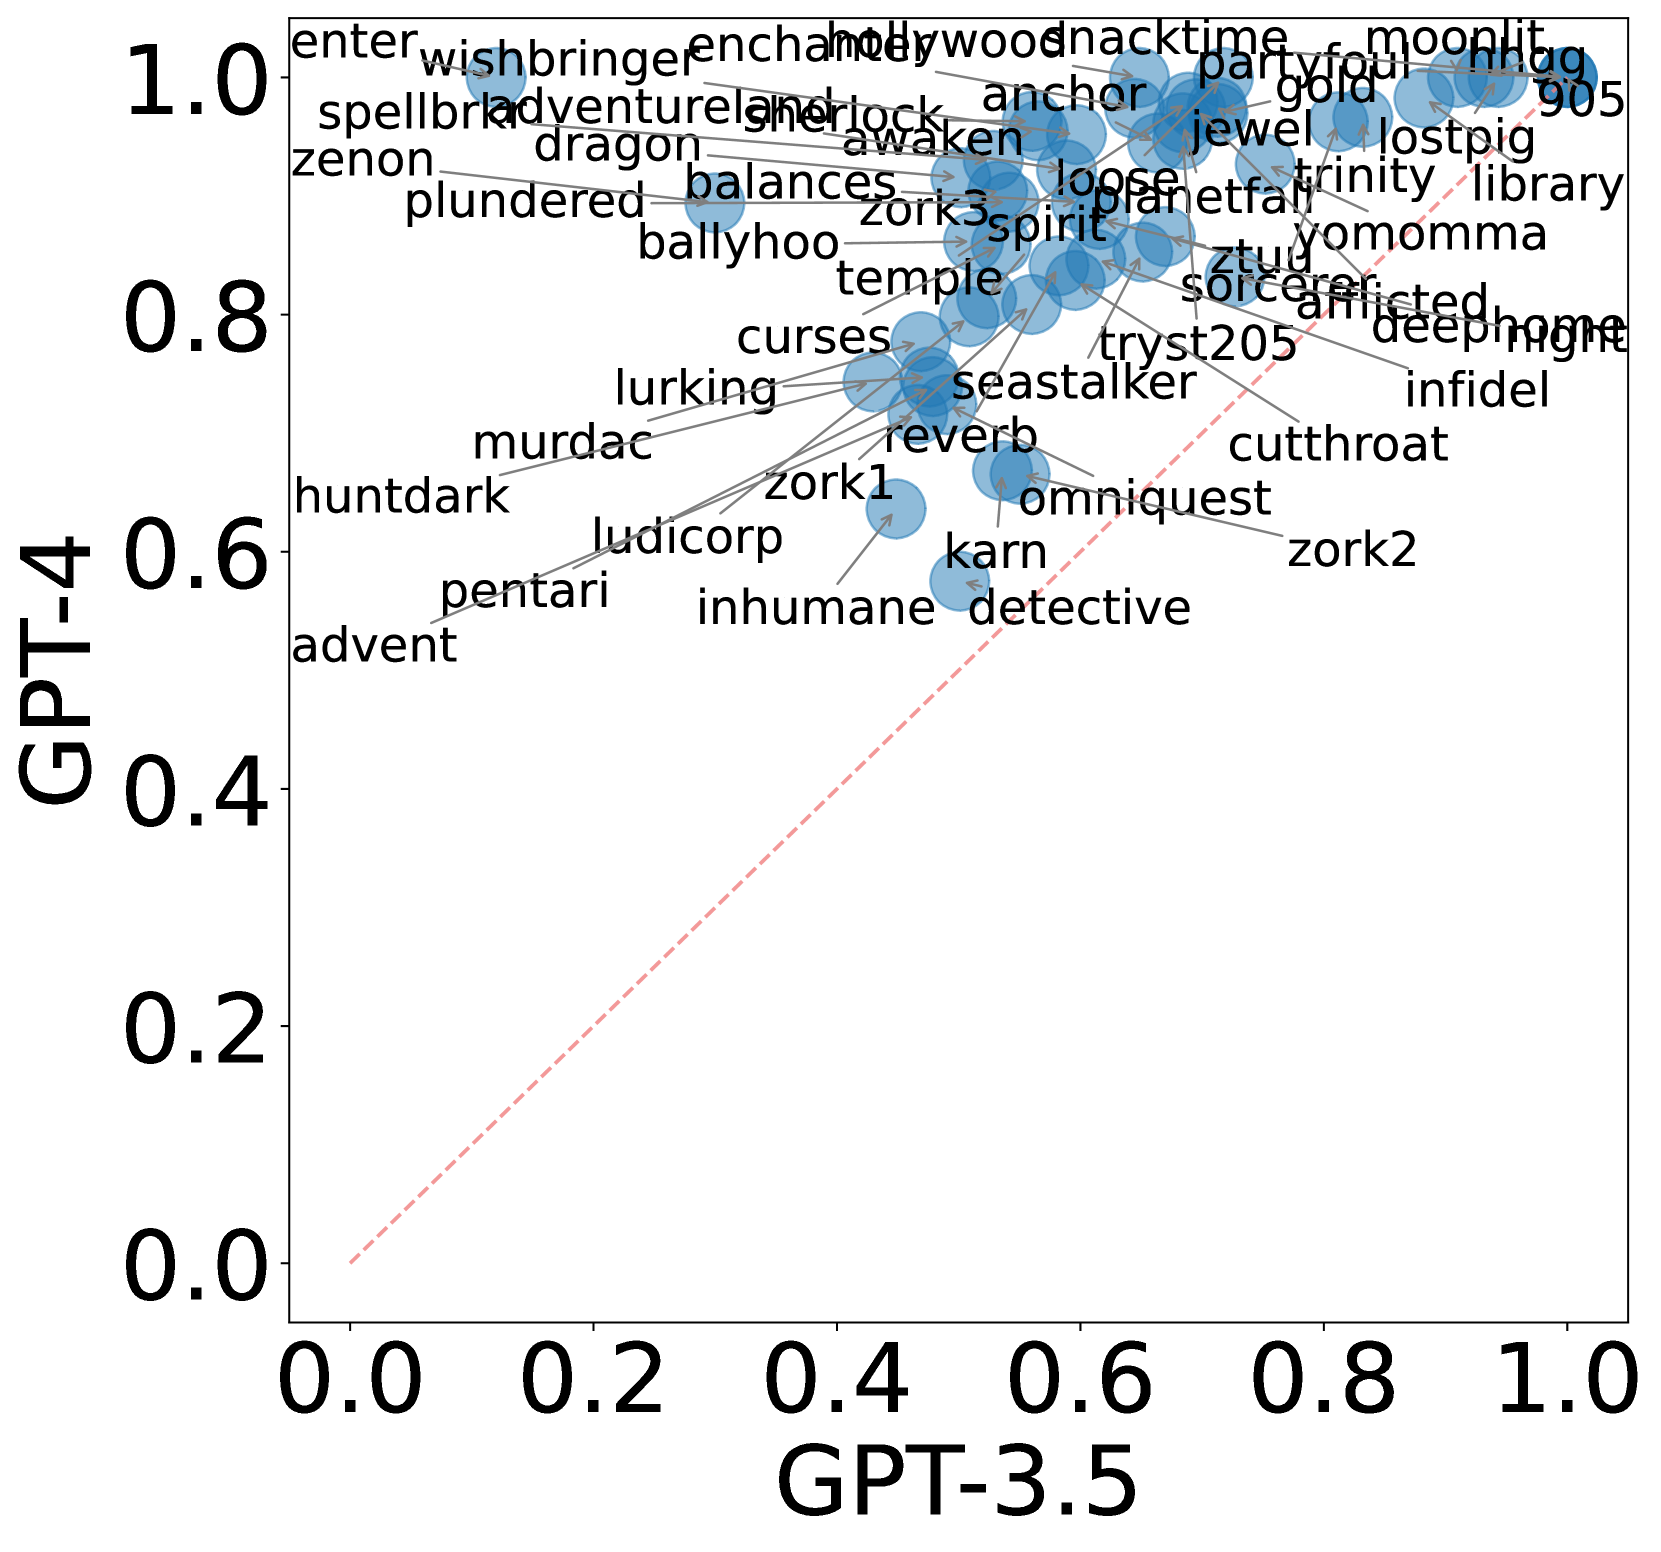 enter
wishbringer
enchanter
hollywood
snacktime
moonlit
partyfoul
hhgg
905
spellbrkr
adventureland
sherlock
anchor
gold
dragon
awaken
jewel
lostpig
zenon
plundered
balances
loose
planetfall
trinity
library
zork3
spirit
ballyhoo
yomomma
ztuu
temple
sorcerer
afflicted
deephome
night
curses
tryst205
lurking
seastalker
infidel
murdac
reverb
cutthroat
huntdark
zork1
omniquest
ludicorp
karn
zork2
pentari
inhumane
detective
advent
GPT-4
1.0
0.8
0.6
0.4
0.2
0.0
0.0 0.2 0.4 0.6 0.8 1.0
GPT-3.5